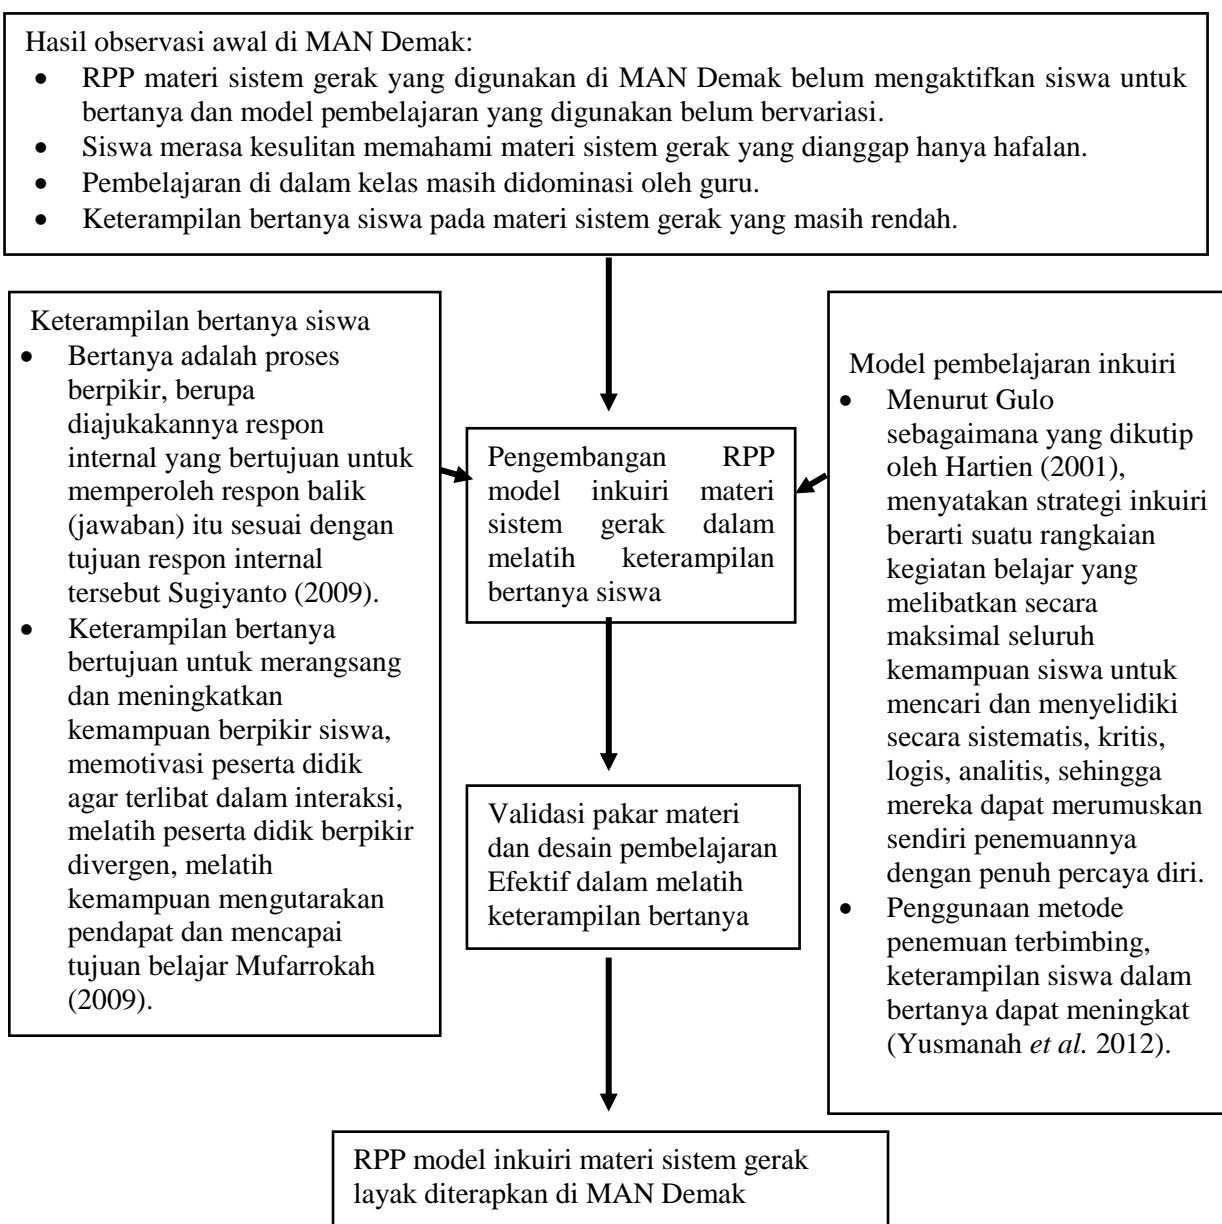 Hasil observasi awal di MAN Demak:
• RPP materi sistem gerak yang digunakan di MAN Demak belum mengaktifkan siswa untuk
bertanya dan model pembelajaran yang digunakan belum bervariasi.
• Siswa merasa kesulitan memahami materi sistem gerak yang dianggap hanya hafalan.
• Pembelajaran di dalam kelas masih didominasi oleh guru.
• Keterampilan bertanya siswa pada materi sistem gerak yang masih rendah.
Keterampilan bertanya siswa
• Bertanya adalah proses
berpikir, berupa
diajukakannya respon
internal yang bertujuan untuk
memperoleh respon balik
(jawaban) itu sesuai dengan
tujuan respon internal
tersebut Sugiyanto (2009).
• Keterampilan bertanya
bertujuan untuk merangsang
dan meningkatkan
kemampuan berpikir siswa,
memotivasi peserta didik
agar terlibat dalam interaksi,
melatih peserta didik berpikir
divergen, melatih
kemampuan mengutarakan
pendapat dan mencapai
tujuan belajar Mufarrokah
(2009).
Pengembangan RPP
model inkuiri materi
sistem gerak dalam
melatih keterampilan
bertanya siswa
Model pembelajaran inkuiri
• Menurut Gulo
sebagaimana yang dikutip
oleh Hartien (2001),
menyatakan strategi inkuiri
berarti suatu rangkaian
kegiatan belajar yang
melibatkan secara
maksimal seluruh
kemampuan siswa untuk
mencari dan menyelidiki
secara sistematis, kritis,
logis, analitis, sehingga
mereka dapat merumuskan
sendiri penemuannya
dengan penuh percaya diri.
• Penggunaan metode
penemuan terbimbing,
keterampilan siswa dalam
bertanya dapat meningkat
(Yusmanah et al. 2012).
Validasi pakar materi
dan desain pembelajaran
Efektif dalam melatih
keterampilan bertanya
RPP model inkuiri materi sistem gerak
layak diterapkan di MAN Demak